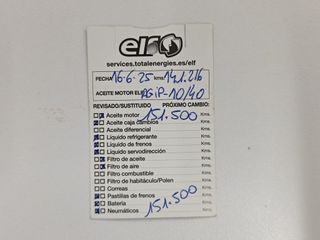 elf
services.totalenergies.es/elf
FECHA 16-6-25 kms. 141.216
ACEITE MOTOR ELF AGIP-10/40
REVISADO/SUSTITUIDO PRÓXIMO CAMBIO:
Aceite motor 151.500 Kms.
Aceite caja cambios Kms.
Aceite diferencial Kms.
Líquido refrigerante Kms.
Líquido de frenos Kms.
Líquido servodirección Kms.
Filtro de aceite Kms.
Filtro de aire Kms.
Filtro combustible Kms.
Filtro de habitáculo/Polen Kms.
Correas Kms.
Pastillas de frenos Kms.
Batería Kms.
Neumáticos 151.500 Kms.